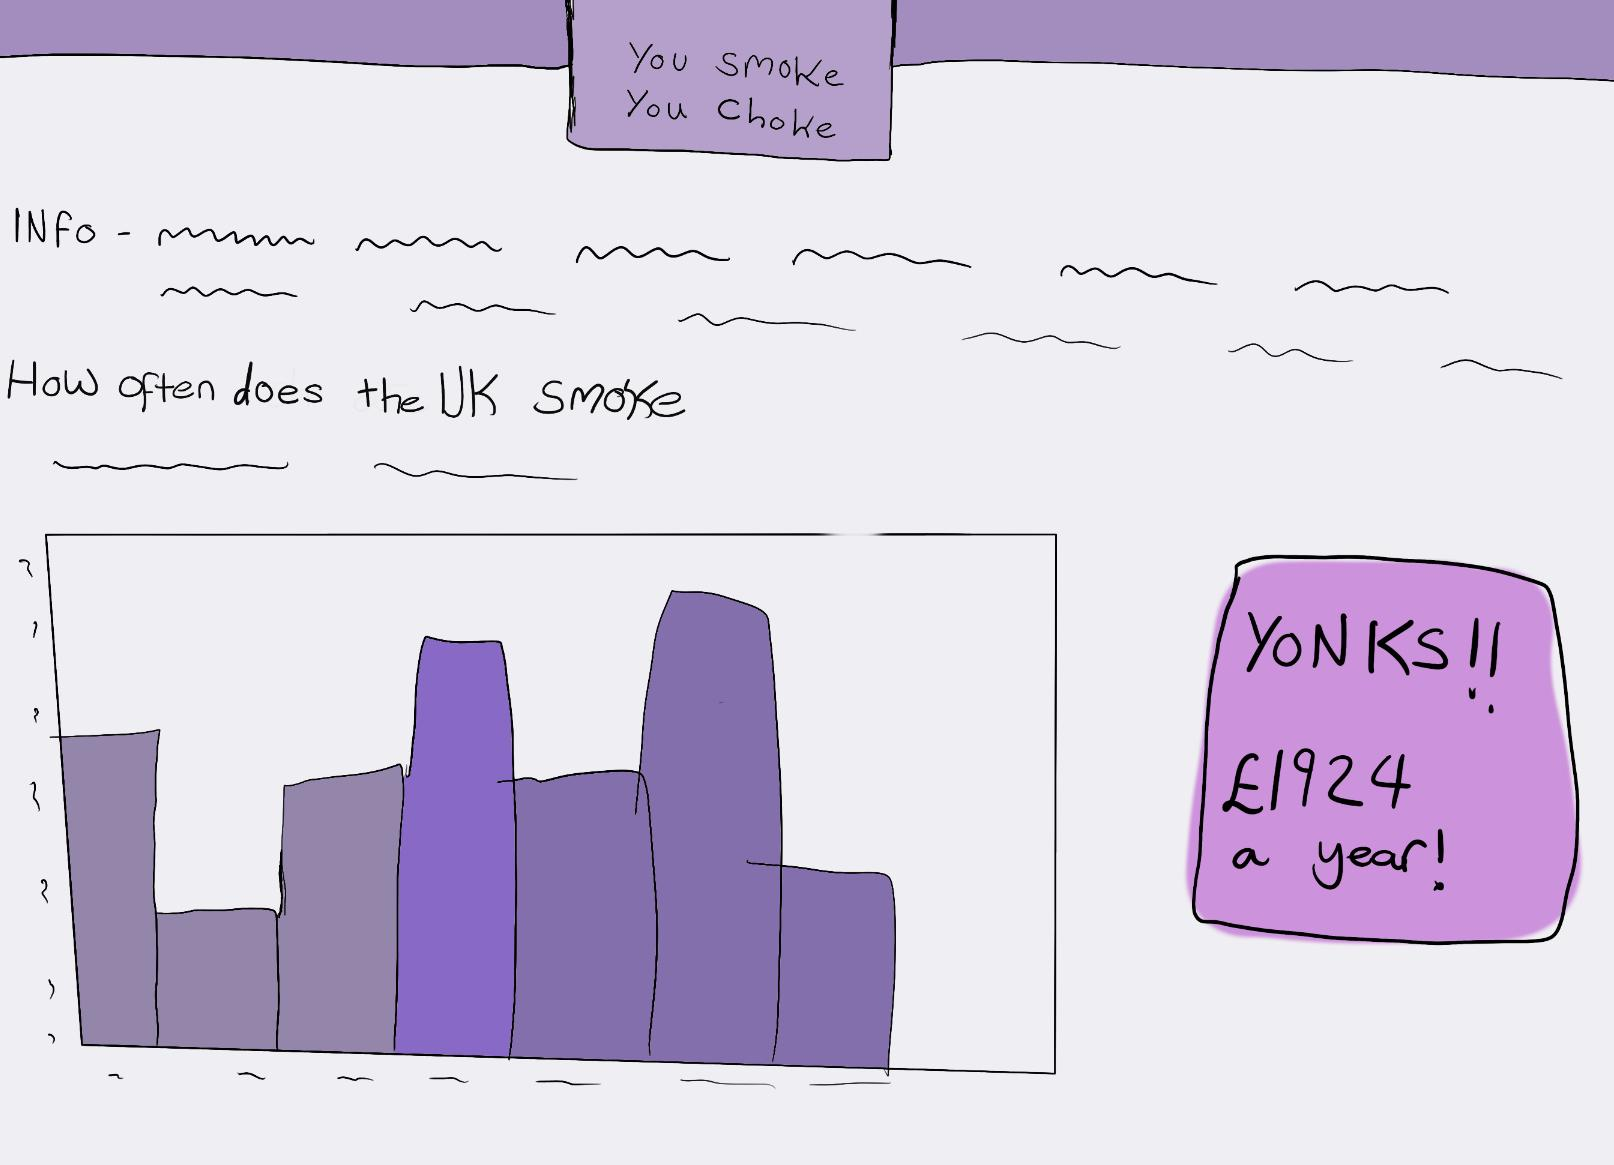 You smoke
You Choke
INFo -
How often does the UK smoke
YoNKS!!
£1924
a year!